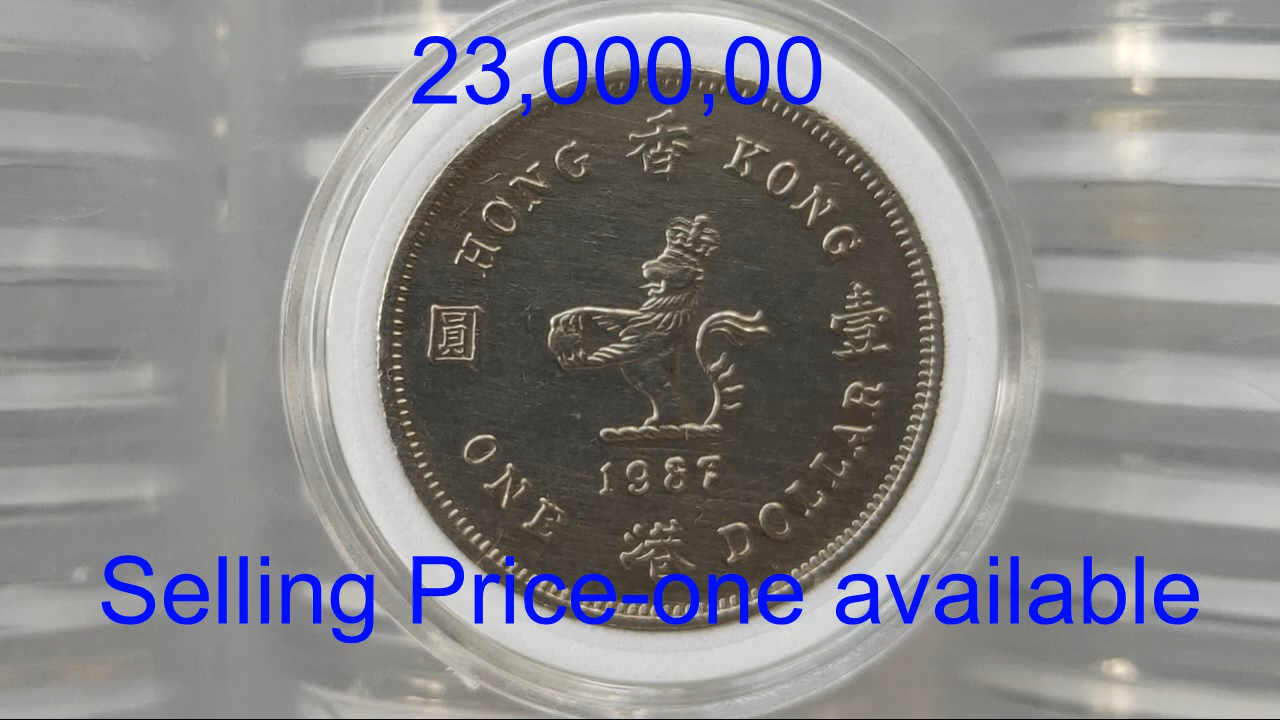 23,000,00
香
HONG KONG
圓
壹
1987
ONE DOLLAR
港
Selling Price-one available